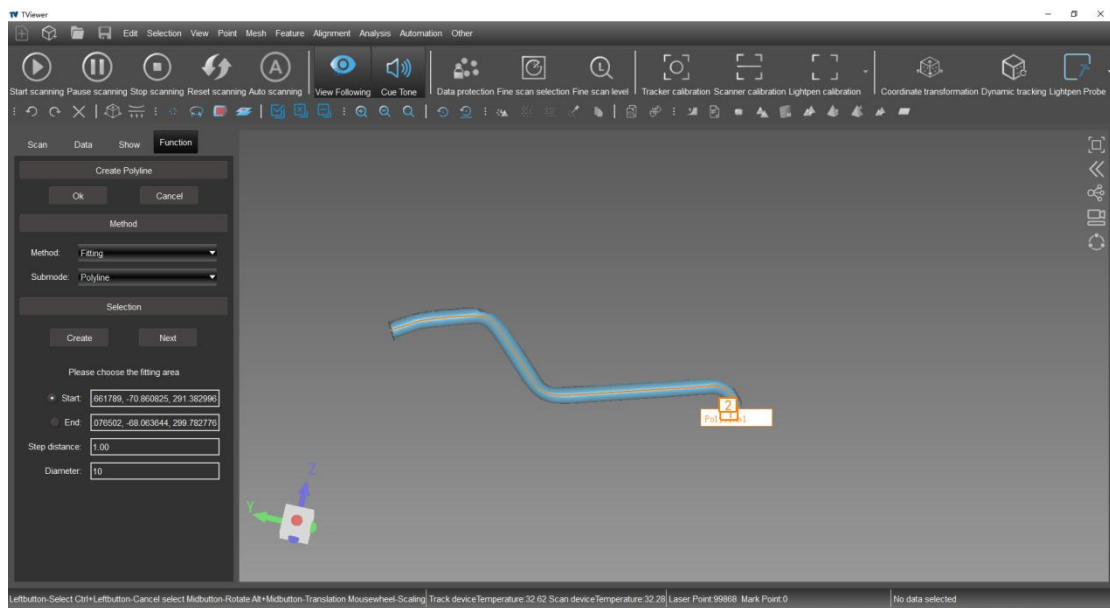 TViewer
Edit Selection View Point Mesh Feature Alignment Analysis Automation Other
Start scanning Pause scanning Stop scanning Reset scanning Auto scanning View Following Cue Tone Data protection Fine scan selection Fine scan level Tracker calibration Scanner calibration Lightpen calibration Coordinate transformation Dynamic tracking Lightpen Probe
Scan Data Show Function
Create Polyline
Ok Cancel
Method
Method: Fitting
Submode: Polyline
Selection
Create Next
Please choose the fitting area
Start: 661789, -70.860825, 291.382996
End: 076502, -68.063644, 299.782776
Step distance: 1.00
Diameter: 10
2
1
Z
Y
Leftbutton-Select Ctrl+Leftbutton-Cancel select Midbutton-Rotate Alt+Midbutton-Translation Mousewheel-Scaling Track deviceTemperature:32.62 Scan deviceTemperature:32.28 Laser Point:99868 Mark Point:0 No data selected